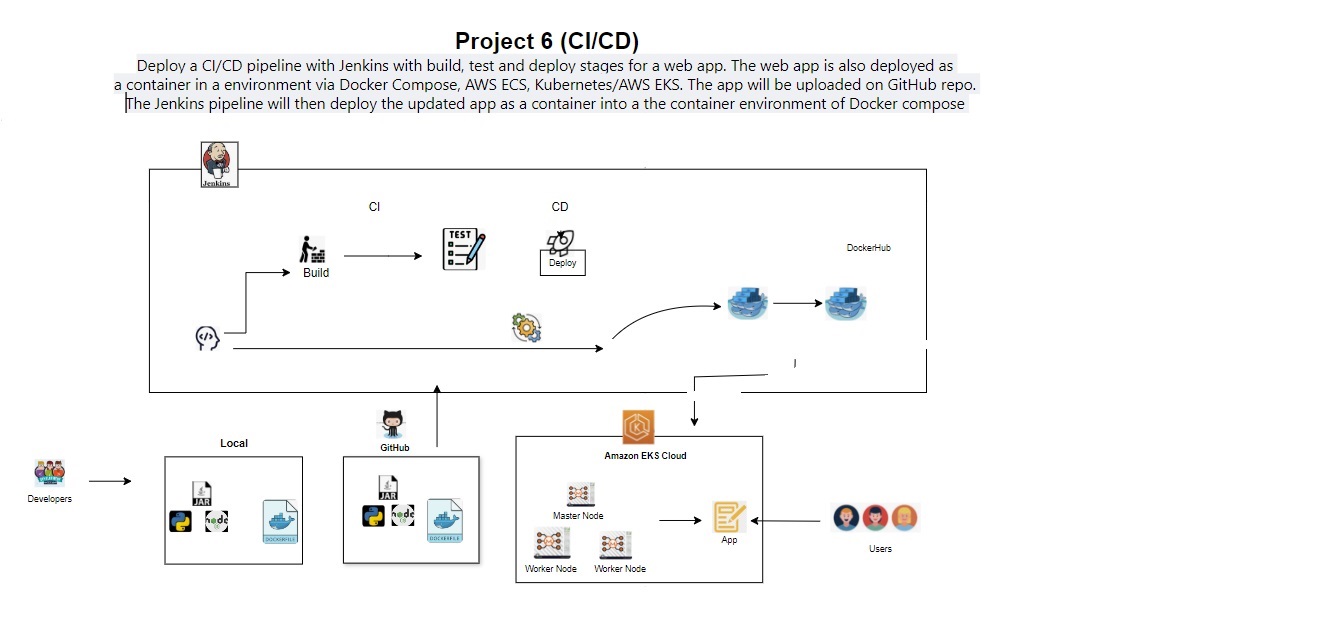 Project 6 (CI/CD)
Deploy a CI/CD pipeline with Jenkins with build, test and deploy stages for a web app. The web app is also deployed as
a container in a environment via Docker Compose, AWS ECS, Kubernetes/AWS EKS. The app will be uploaded on GitHub repo.
The Jenkins pipeline will then deploy the updated app as a container into a the container environment of Docker compose
Jenkins
CI
CD
TEST
Build
Deploy
DockerHub
</>
GitHub
Local
Amazon EKS Cloud
Developers
JAR
node
DOCKERFILE
JAR
node
DOCKERFILE
Master Node
Worker Node
Worker Node
App
Users